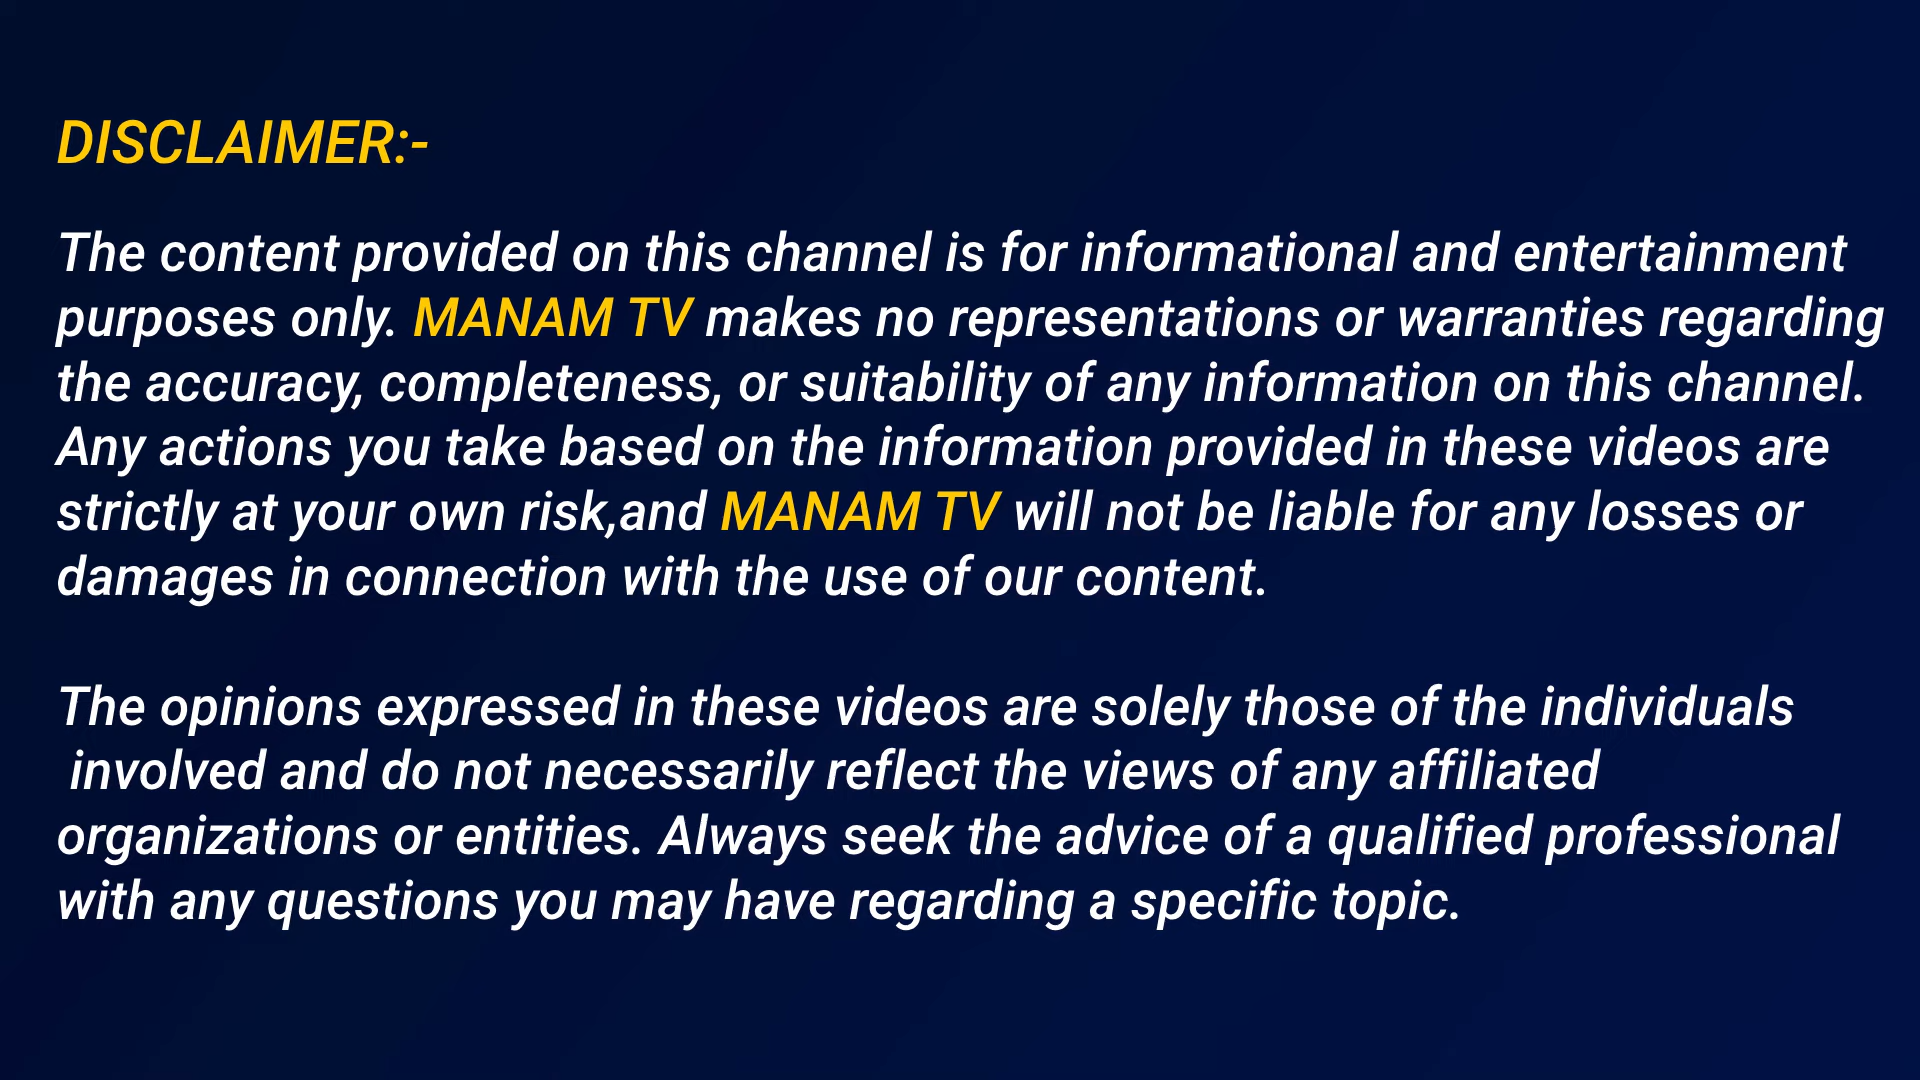 DISCLAIMER:-
The content provided on this channel is for informational and entertainment
purposes only. MANAM TV makes no representations or warranties regarding
the accuracy, completeness, or suitability of any information on this channel.
Any actions you take based on the information provided in these videos are
strictly at your own risk,and MANAM TV will not be liable for any losses or
damages in connection with the use of our content.
The opinions expressed in these videos are solely those of the individuals
involved and do not necessarily reflect the views of any affiliated
organizations or entities. Always seek the advice of a qualified professional
with any questions you may have regarding a specific topic.